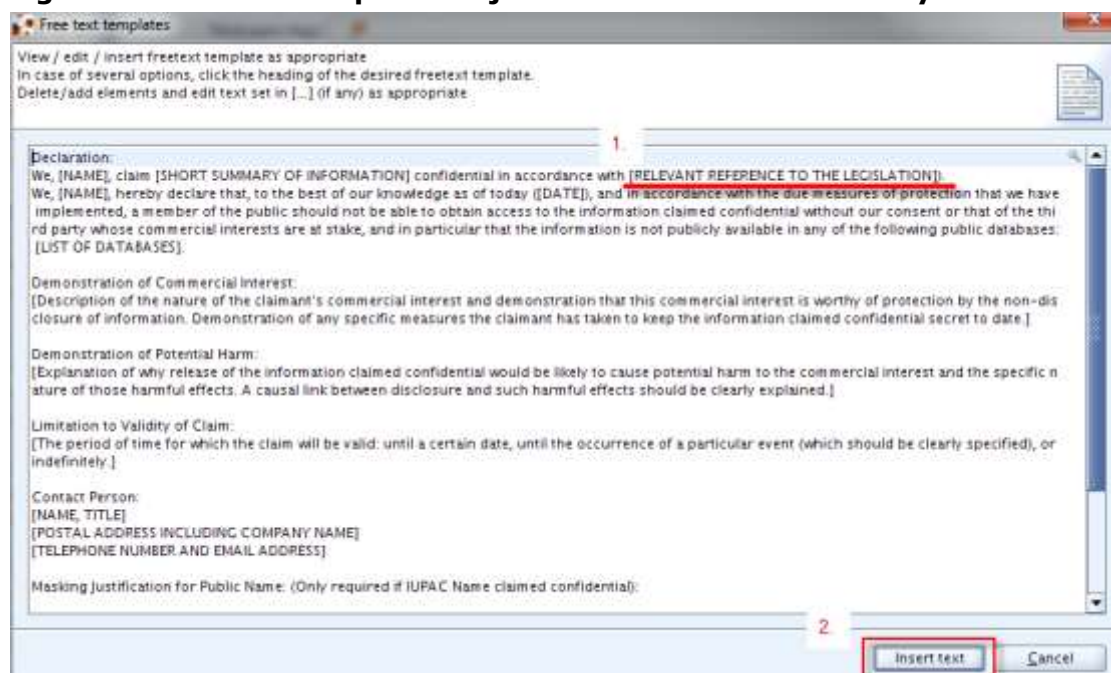 Free text templates
View / edit / insert freetext template as appropriate
In case of several options, click the heading of the desired freetext template.
Delete/add elements and edit text set in [...] (if any) as appropriate
1.
Declaration:
We, [NAME], claim [SHORT SUMMARY OF INFORMATION] confidential in accordance with [RELEVANT REFERENCE TO THE LEGISLATION]).
We, [NAME], hereby declare that, to the best of our knowledge as of today ([DATE]), and in accordance with the due measures of protection that we have
implemented, a member of the public should not be able to obtain access to the information claimed confidential without our consent or that of the thi
rd party whose commercial interests are at stake, and in particular that the information is not publicly available in any of the following public databases:
[LIST OF DATABASES].
Demonstration of Commercial Interest:
[Description of the nature of the claimant's commercial interest and demonstration that this commercial interest is worthy of protection by the non-dis
closure of information. Demonstration of any specific measures the claimant has taken to keep the information claimed confidential secret to date.]
Demonstration of Potential Harm:
[Explanation of why release of the information claimed confidential would be likely to cause potential harm to the commercial interest and the specific n
ature of those harmful effects. A causal link between disclosure and such harmful effects should be clearly explained.]
Limitation to Validity of Claim:
[The period of time for which the claim will be valid: until a certain date, until the occurrence of a particular event (which should be clearly specified), or
indefinitely.]
Contact Person:
[NAME, TITLE]
[POSTAL ADDRESS INCLUDING COMPANY NAME]
[TELEPHONE NUMBER AND EMAIL ADDRESS]
Masking Justification for Public Name: (Only required if IUPAC Name claimed confidential):
2.
Insert text
Cancel